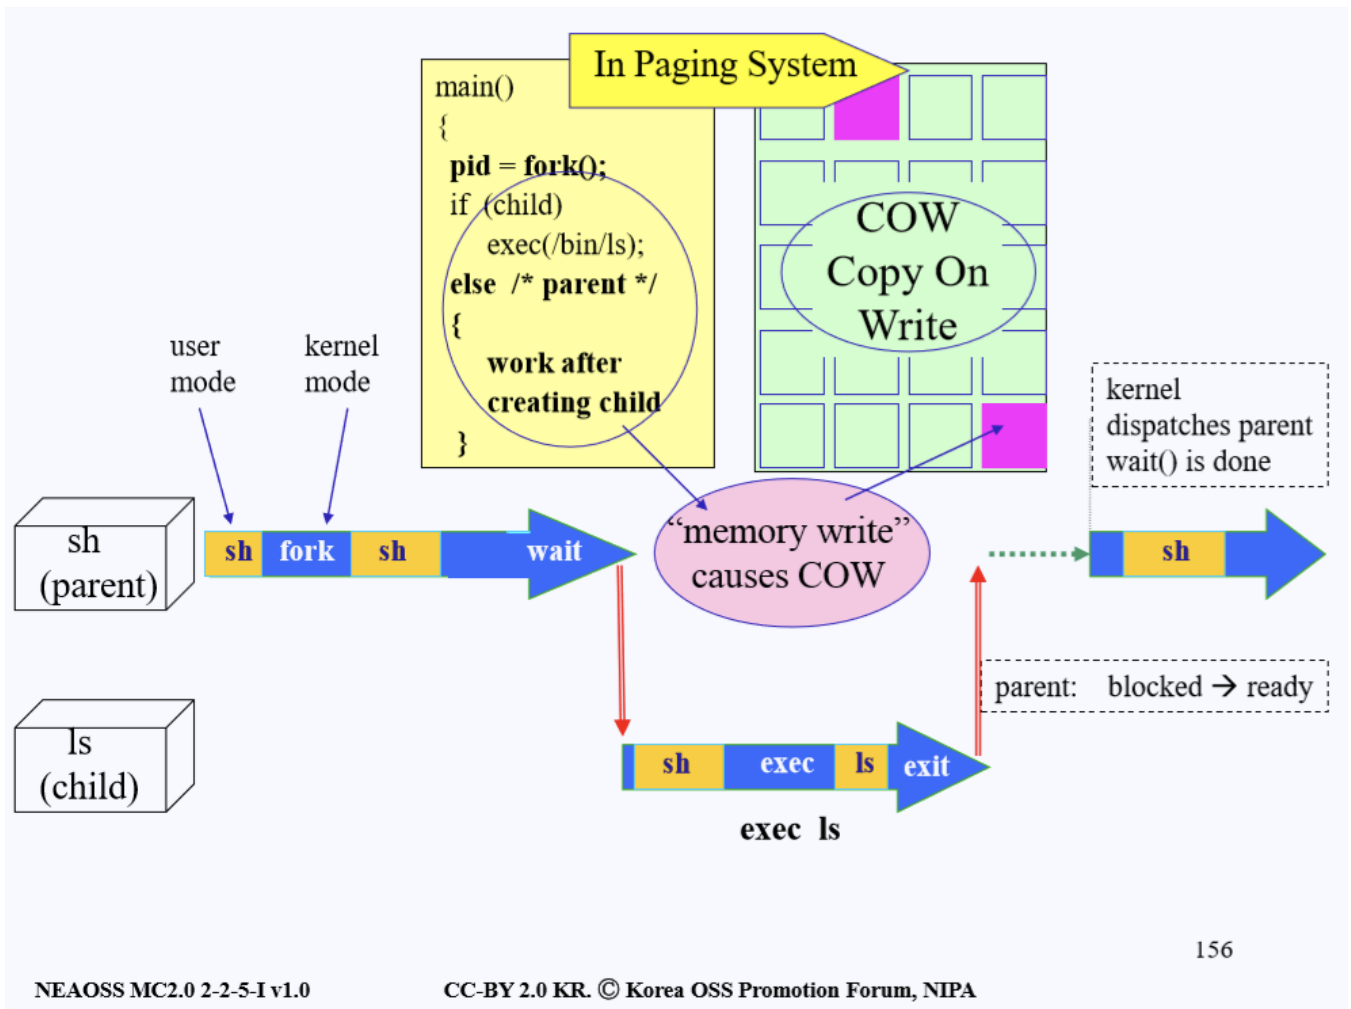 In Paging System
main()
{
pid = fork();
if (child)
exec(/bin/ls);
else /* parent */
{
work after
creating child
}
COW
Copy On
Write
user
mode
kernel
mode
kernel
dispatches parent
wait() is done
sh
(parent)
sh
fork
sh
wait
“memory write”
causes COW
sh
parent: blocked → ready
ls
(child)
sh
exec
ls
exit
exec ls
156
NEAOSS MC2.0 2-2-5-I v1.0
CC-BY 2.0 KR. Ⓒ Korea OSS Promotion Forum, NIPA